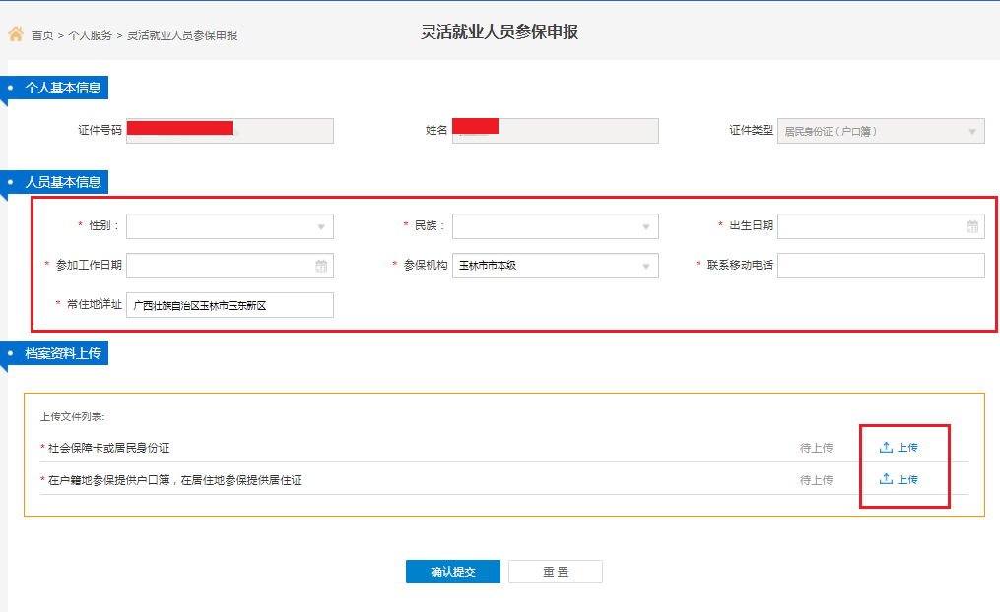 首页 > 个人服务 > 灵活就业人员参保申报
灵活就业人员参保申报
个人基本信息
证件号码 姓名 证件类型 居民身份证（户口簿）
人员基本信息
* 性别： * 民族： * 出生日期
* 参加工作日期 * 参保机构 玉林市市本级 * 联系移动电话
* 常住地详址 广西壮族自治区玉林市玉东新区
档案资料上传
上传文件列表:
* 社会保障卡或居民身份证 待上传 上传
* 在户籍地参保提供户口簿，在居住地参保提供居住证 待上传 上传
确认提交 重 置